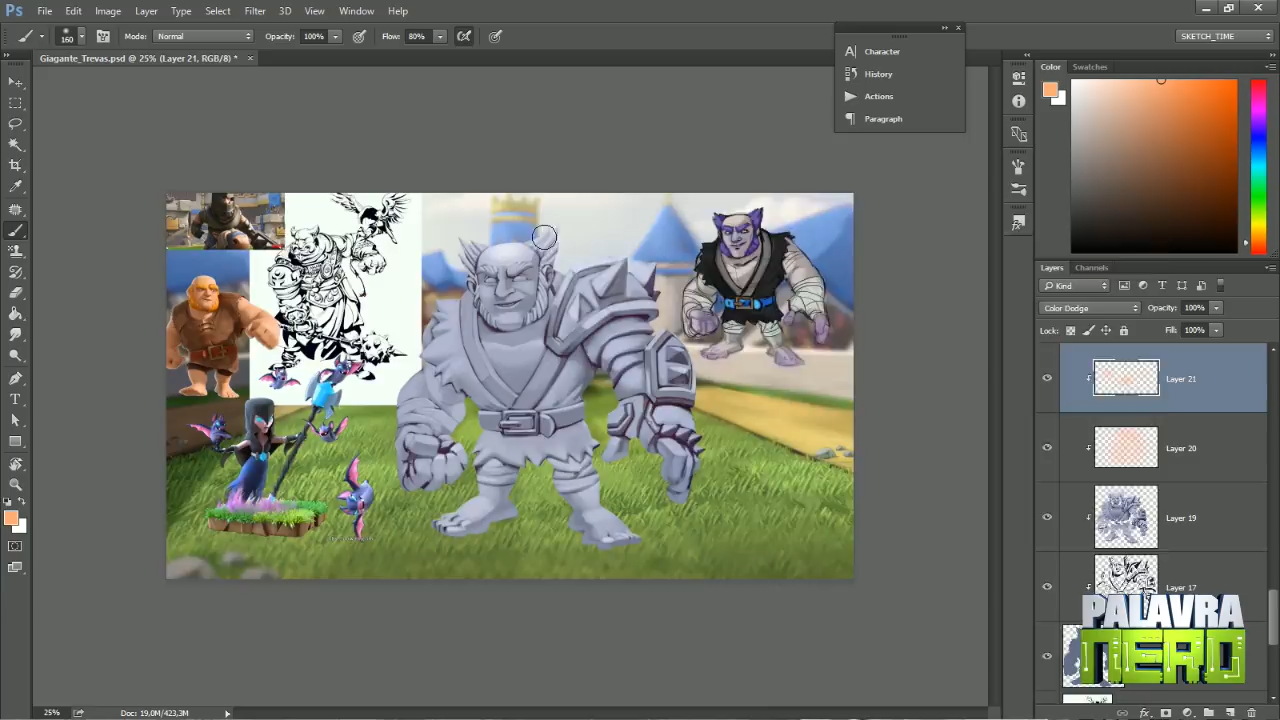 Ps File Edit Image Layer Type Select Filter 3D View Window Help
160 Mode: Normal Opacity: 100% Flow: 80% SKETCH_TIME
Giagante_Trevas.psd @ 25% (Layer 21, RGB/8) *
Character
History
Actions
Paragraph
Color Swatches
Layers Channels
Kind
Color Dodge Opacity: 100%
Lock: Fill: 100%
Layer 21
Layer 20
Layer 19
Layer 17
PALAVRA
NERD
25% Doc: 19,0M/423,3M